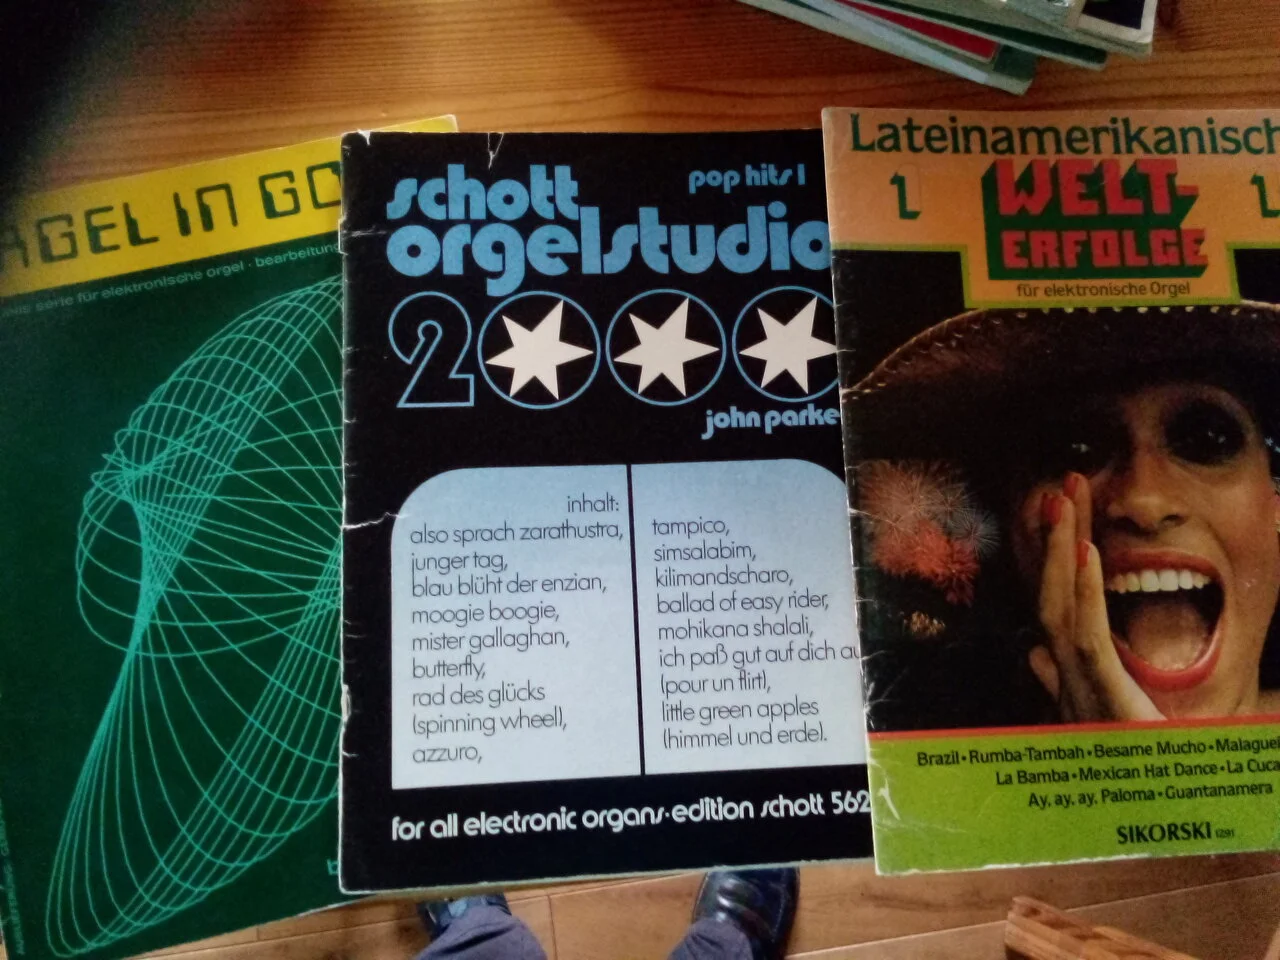 AGEL IN GO
serie für elektronische orgel · bearbeitung
schott
pop hits 1
orgelstudio
2000
john parke
inhalt:
also sprach zarathustra,
junger tag,
blau blüht der enzian,
moogie boogie,
mister gallaghan,
butterfly,
rad des glücks
(spinning wheel),
azzuro,
tampico,
simsalabim,
kilimandscharo,
ballad of easy rider,
mohikana shalali,
ich paß gut auf dich au
(pour un flirt),
little green apples
(himmel und erde).
for all electronic organs·edition schott 562
Lateinamerikanisch
1
WELT-
1
ERFOLGE
für elektronische Orgel
Brazil • Rumba-Tambah • Besame Mucho • Malaguei
La Bamba • Mexican Hat Dance • La Cuca
Ay, ay, ay, Paloma • Guantanamera
SIKORSKI 1291